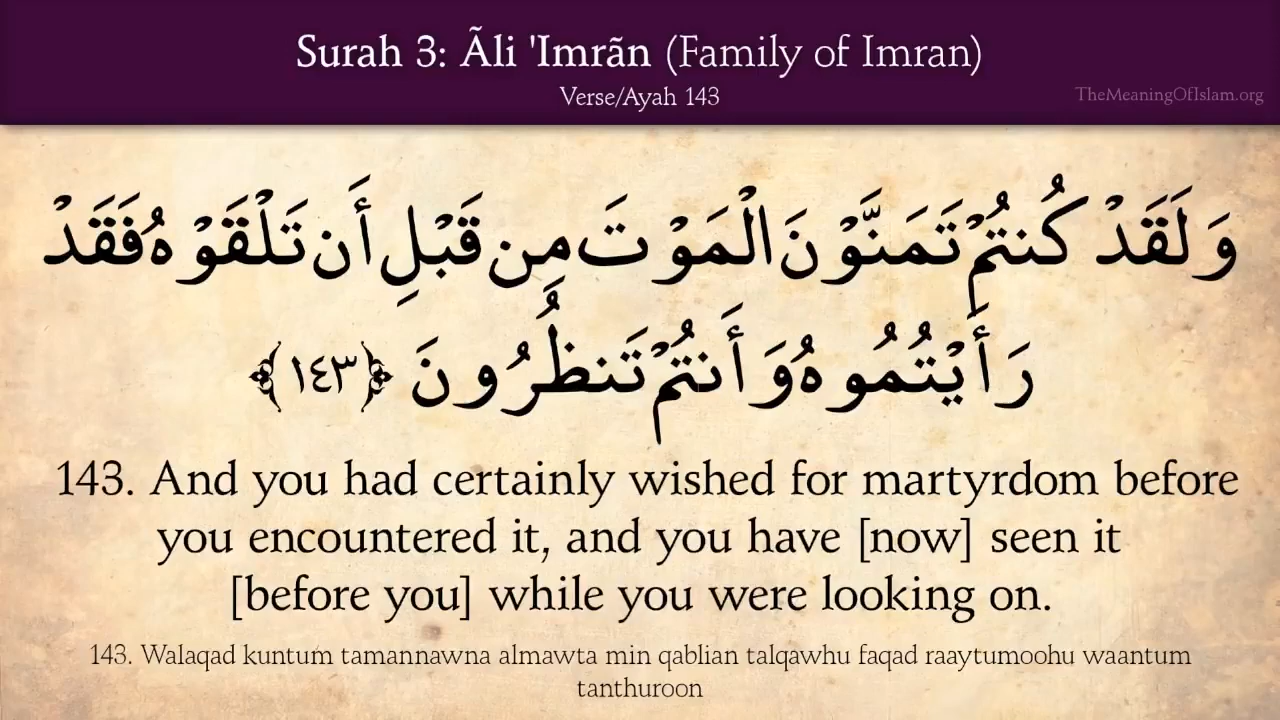 Surah 3: Ãli 'Imrãn (Family of Imran)
Verse/Ayah 143
TheMeaningOfIslam.org
وَلَقَدْ كُنتُمْ تَمَنَّوْنَ الْمَوْتَ مِن قَبْلِ أَن تَلْقَوْهُ فَقَدْ
رَأَيْتُمُوهُ وَأَنتُمْ تَنظُرُونَ ﴿١٤٣﴾
143. And you had certainly wished for martyrdom before
you encountered it, and you have [now] seen it
[before you] while you were looking on.
143. Walaqad kuntum tamannawna almawta min qablian talqawhu faqad raaytumoohu waantum
tanthuroon